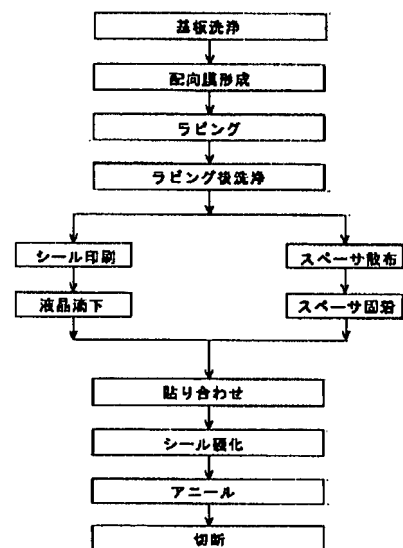 基板洗浄
配向膜形成
ラビング
ラビング後洗浄
シール印刷
スペーサ散布
液晶滴下
スペーサ固着
貼り合わせ
シール硬化
アニール
切断